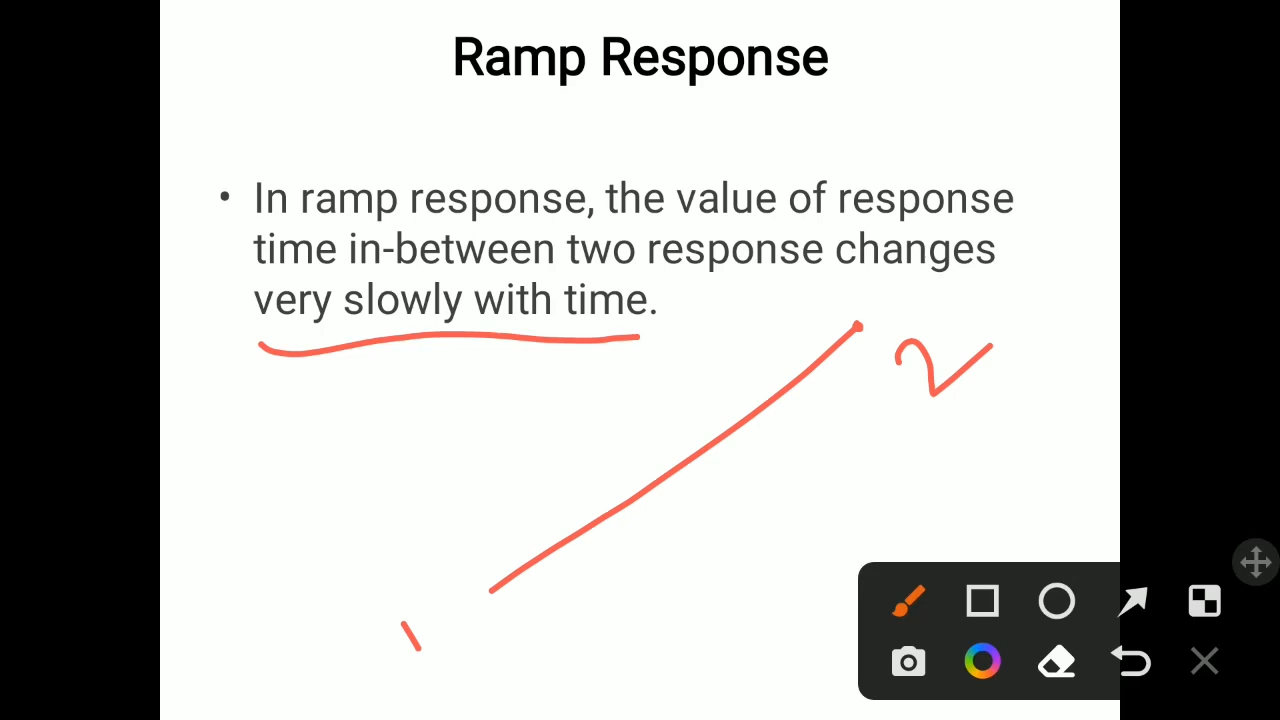 Ramp Response
• In ramp response, the value of response
time in-between two response changes
very slowly with time.
2